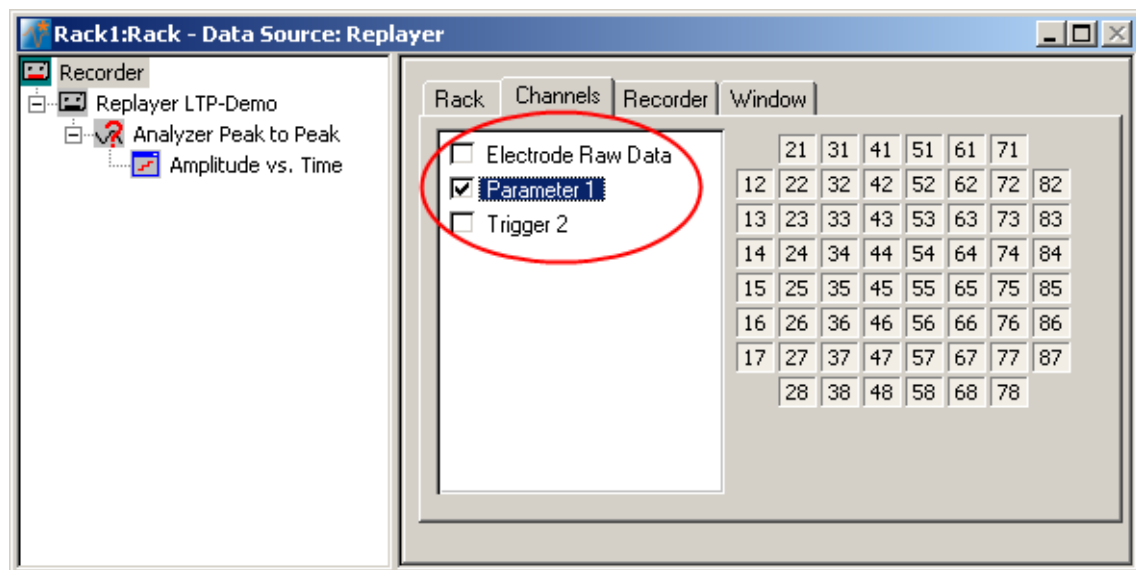 Rack1:Rack - Data Source: Replayer
Recorder
Replayer LTP-Demo
Analyzer Peak to Peak
Amplitude vs. Time
Rack Channels Recorder Window
Electrode Raw Data
Parameter 1
Trigger 2
21 31 41 51 61 71
12 22 32 42 52 62 72 82
13 23 33 43 53 63 73 83
14 24 34 44 54 64 74 84
15 25 35 45 55 65 75 85
16 26 36 46 56 66 76 86
17 27 37 47 57 67 77 87
28 38 48 58 68 78